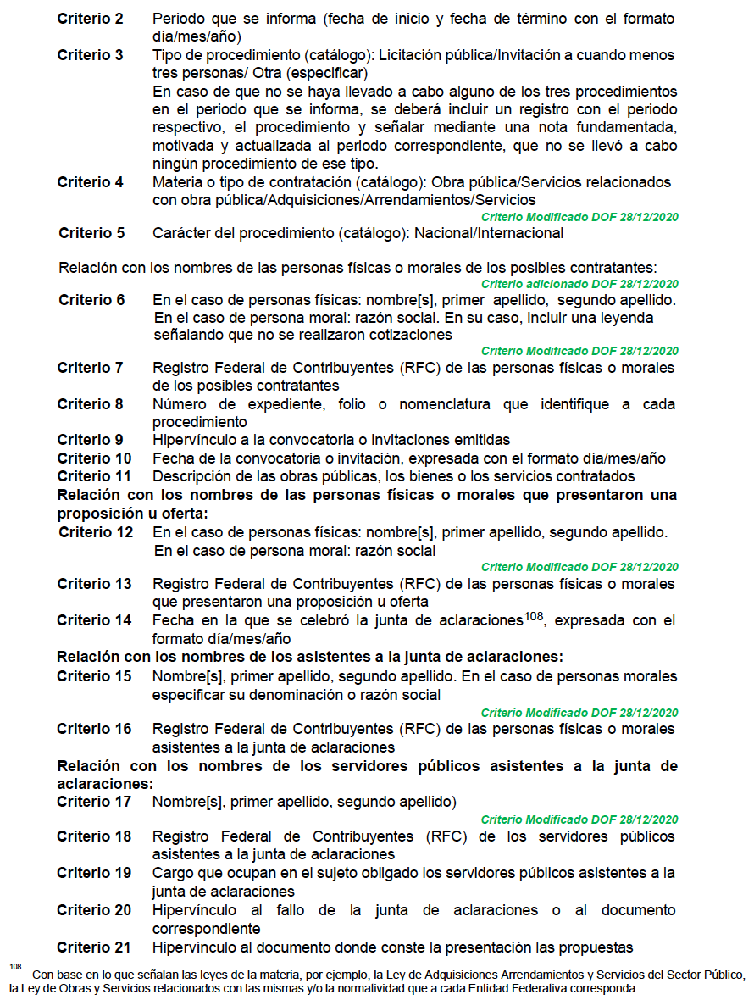 Criterio 2 Periodo que se informa (fecha de inicio y fecha de término con el formato
día/mes/año)
Criterio 3 Tipo de procedimiento (catálogo): Licitación pública/Invitación a cuando menos
tres personas/ Otra (especificar)
En caso de que no se haya llevado a cabo alguno de los tres procedimientos
en el periodo que se informa, se deberá incluir un registro con el periodo
respectivo, el procedimiento y señalar mediante una nota fundamentada,
motivada y actualizada al periodo correspondiente, que no se llevó a cabo
ningún procedimiento de ese tipo.
Criterio 4 Materia o tipo de contratación (catálogo): Obra pública/Servicios relacionados
con obra pública/Adquisiciones/Arrendamientos/Servicios
Criterio Modificado DOF 28/12/2020
Criterio 5 Carácter del procedimiento (catálogo): Nacional/Internacional
Relación con los nombres de las personas físicas o morales de los posibles contratantes:
Criterio adicionado DOF 28/12/2020
Criterio 6 En el caso de personas físicas: nombre[s], primer apellido, segundo apellido.
En el caso de persona moral: razón social. En su caso, incluir una leyenda
señalando que no se realizaron cotizaciones
Criterio Modificado DOF 28/12/2020
Criterio 7 Registro Federal de Contribuyentes (RFC) de las personas físicas o morales
de los posibles contratantes
Criterio 8 Número de expediente, folio o nomenclatura que identifique a cada
procedimiento
Criterio 9 Hipervínculo a la convocatoria o invitaciones emitidas
Criterio 10 Fecha de la convocatoria o invitación, expresada con el formato día/mes/año
Criterio 11 Descripción de las obras públicas, los bienes o los servicios contratados
Relación con los nombres de las personas físicas o morales que presentaron una
proposición u oferta:
Criterio 12 En el caso de personas físicas: nombre[s], primer apellido, segundo apellido.
En el caso de persona moral: razón social
Criterio Modificado DOF 28/12/2020
Criterio 13 Registro Federal de Contribuyentes (RFC) de las personas físicas o morales
que presentaron una proposición u oferta
Criterio 14 Fecha en la que se celebró la junta de aclaraciones108, expresada con el
formato día/mes/año
Relación con los nombres de los asistentes a la junta de aclaraciones:
Criterio 15 Nombre[s], primer apellido, segundo apellido. En el caso de personas morales
especificar su denominación o razón social
Criterio Modificado DOF 28/12/2020
Criterio 16 Registro Federal de Contribuyentes (RFC) de las personas físicas o morales
asistentes a la junta de aclaraciones
Relación con los nombres de los servidores públicos asistentes a la junta de
aclaraciones:
Criterio 17 Nombre[s], primer apellido, segundo apellido)
Criterio Modificado DOF 28/12/2020
Criterio 18 Registro Federal de Contribuyentes (RFC) de los servidores públicos
asistentes a la junta de aclaraciones
Criterio 19 Cargo que ocupan en el sujeto obligado los servidores públicos asistentes a la
junta de aclaraciones
Criterio 20 Hipervínculo al fallo de la junta de aclaraciones o al documento
correspondiente
Criterio 21 Hipervínculo al documento donde conste la presentación las propuestas
108 Con base en lo que señalan las leyes de la materia, por ejemplo, la Ley de Adquisiciones Arrendamientos y Servicios del Sector Público,
la Ley de Obras y Servicios relacionados con las mismas y/o la normatividad que a cada Entidad Federativa corresponda.